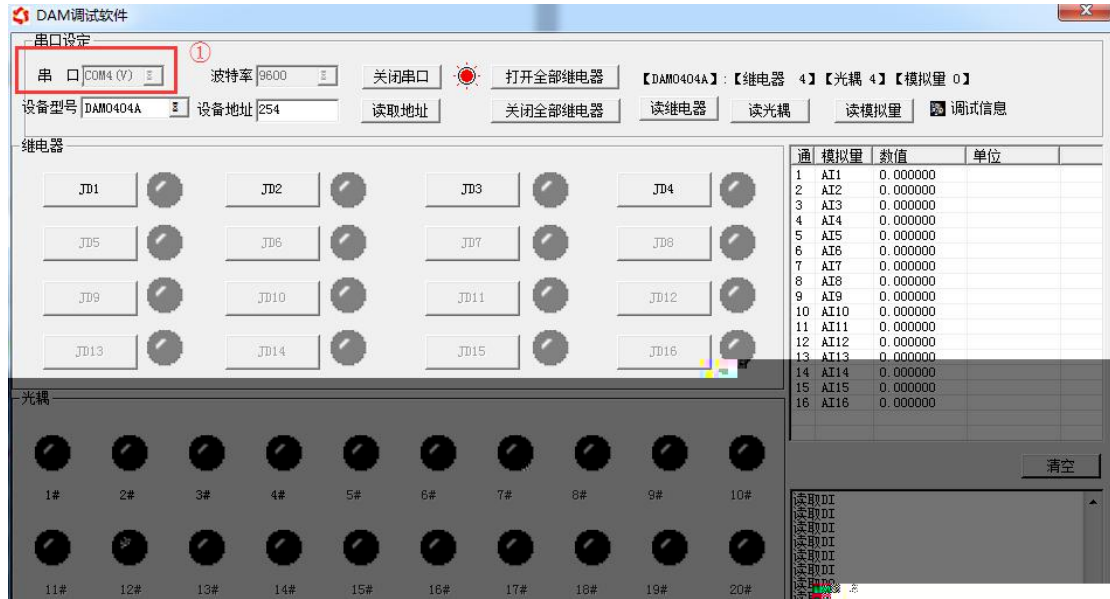 DAM调试软件
串口设定
①
串 口 COM4 (V) 波特率 9600 关闭串口 打开全部继电器 【DAM0404A】:【继电器 4】【光耦 4】【模拟量 0】
设备型号 DAM0404A 设备地址 254 读取地址 关闭全部继电器 读继电器 读光耦 读模拟量 调试信息
继电器
JD1 JD2 JD3 JD4
JD5 JD6 JD7 JD8
JD9 JD10 JD11 JD12
JD13 JD14 JD15 JD16
通 模拟量 数值 单位
1 AI1 0.000000
2 AI2 0.000000
3 AI3 0.000000
4 AI4 0.000000
5 AI5 0.000000
6 AI6 0.000000
7 AI7 0.000000
8 AI8 0.000000
9 AI9 0.000000
10 AI10 0.000000
11 AI11 0.000000
12 AI12 0.000000
13 AI13 0.000000
14 AI14 0.000000
15 AI15 0.000000
16 AI16 0.000000
光耦
1# 2# 3# 4# 5# 6# 7# 8# 9# 10#
11# 12# 13# 14# 15# 16# 17# 18# 19# 20#
清空
读取DI
读取DI
读取DI
读取DI
读取DI
读取DI